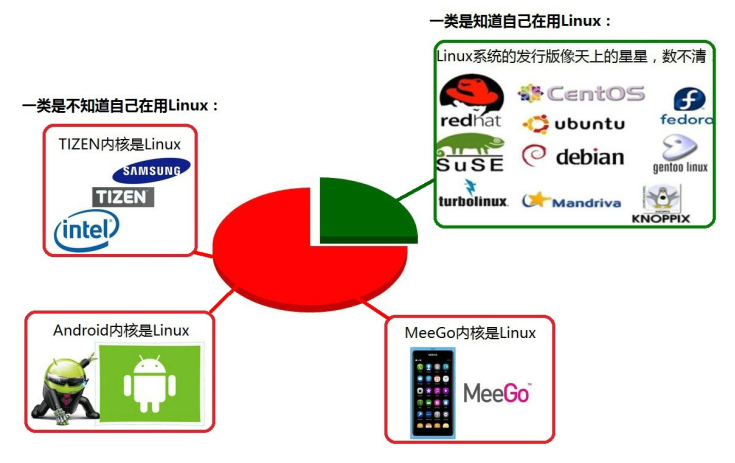 一类是知道自己在用Linux：
Linux系统的发行版像天上的星星，数不清
redhat
CentOS
fedora
ubuntu
SuSE
debian
gentoo linux
turbolinux
Mandriva
KNOPPIX
一类是不知道自己在用Linux：
TIZEN内核是Linux
SAMSUNG
TIZEN
intel
Android内核是Linux
MeeGo内核是Linux
MeeGo